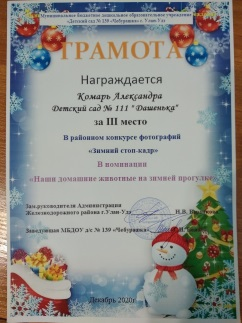 Муниципальное бюджетное дошкольное образовательное учреждение
«Детский сад № 139 «Чебурашка» г. Улан-Удэ
ГРАМОТА
Награждается
Комарь Александра
Детский сад № 111 "Дашенька"
за III место
В районном конкурсе фотографий
«Зимний стоп-кадр»
В номинации
«Наши домашние животные на зимней прогулке»
Зам.руководителя Администрации
Железнодорожного района г.Улан-Удэ
Заведующая МБДОУ д/с № 139 «Чебурашка»
Декабрь 2020г.